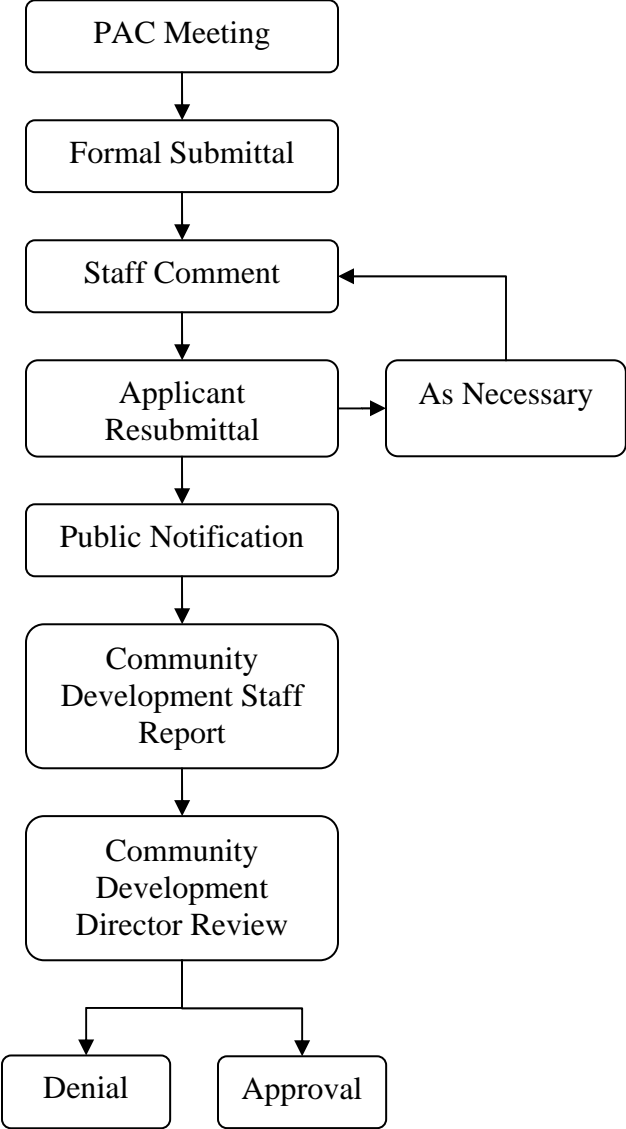 PAC Meeting
Formal Submittal
Staff Comment
Applicant
Resubmittal
As Necessary
Public Notification
Community
Development Staff
Report
Community
Development
Director Review
Denial
Approval